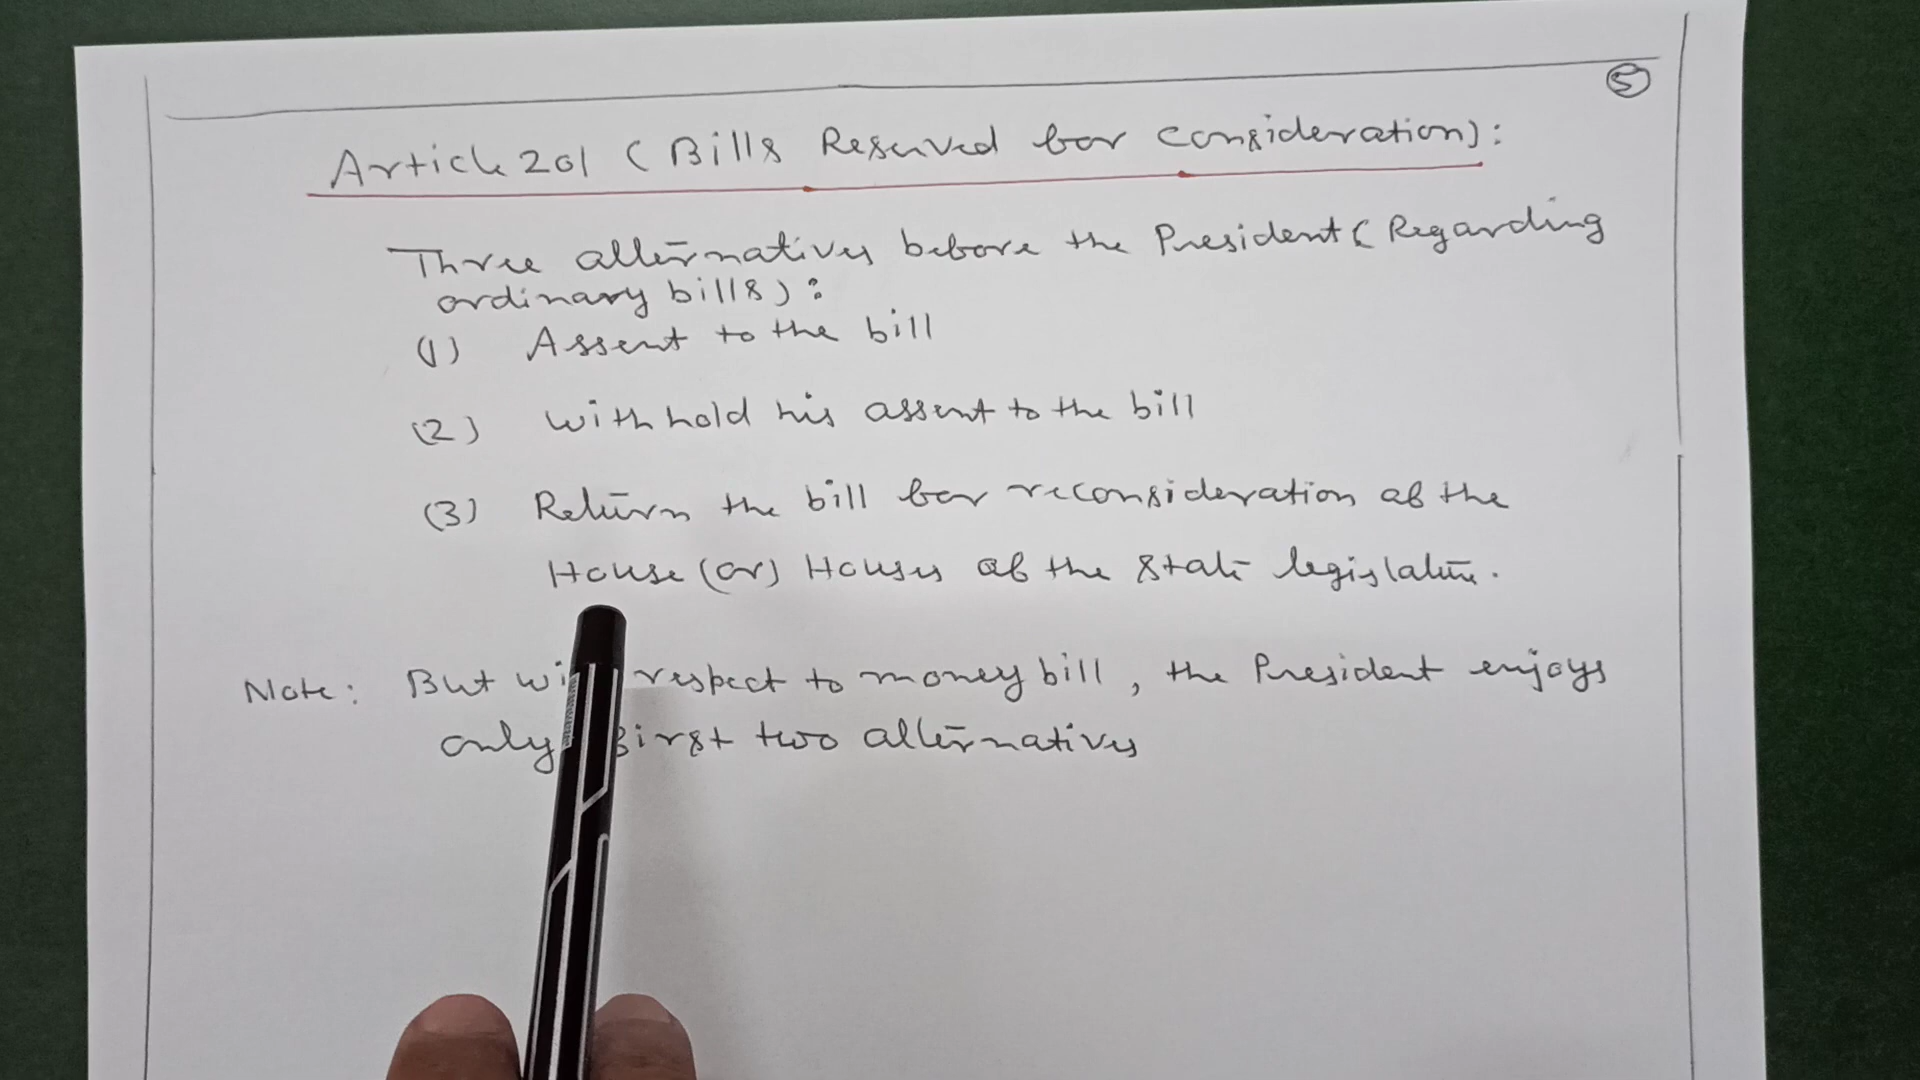 5
Article 201 (Bills Reserved for consideration):
Three alternatives before the President (Regarding
ordinary bills):
(1) Assent to the bill
(2) withhold his assent to the bill
(3) Return the bill for reconsideration of the
House (or) Houses of the state legislature.
Note: But respect to money bill, the President enjoys
only first two alternatives